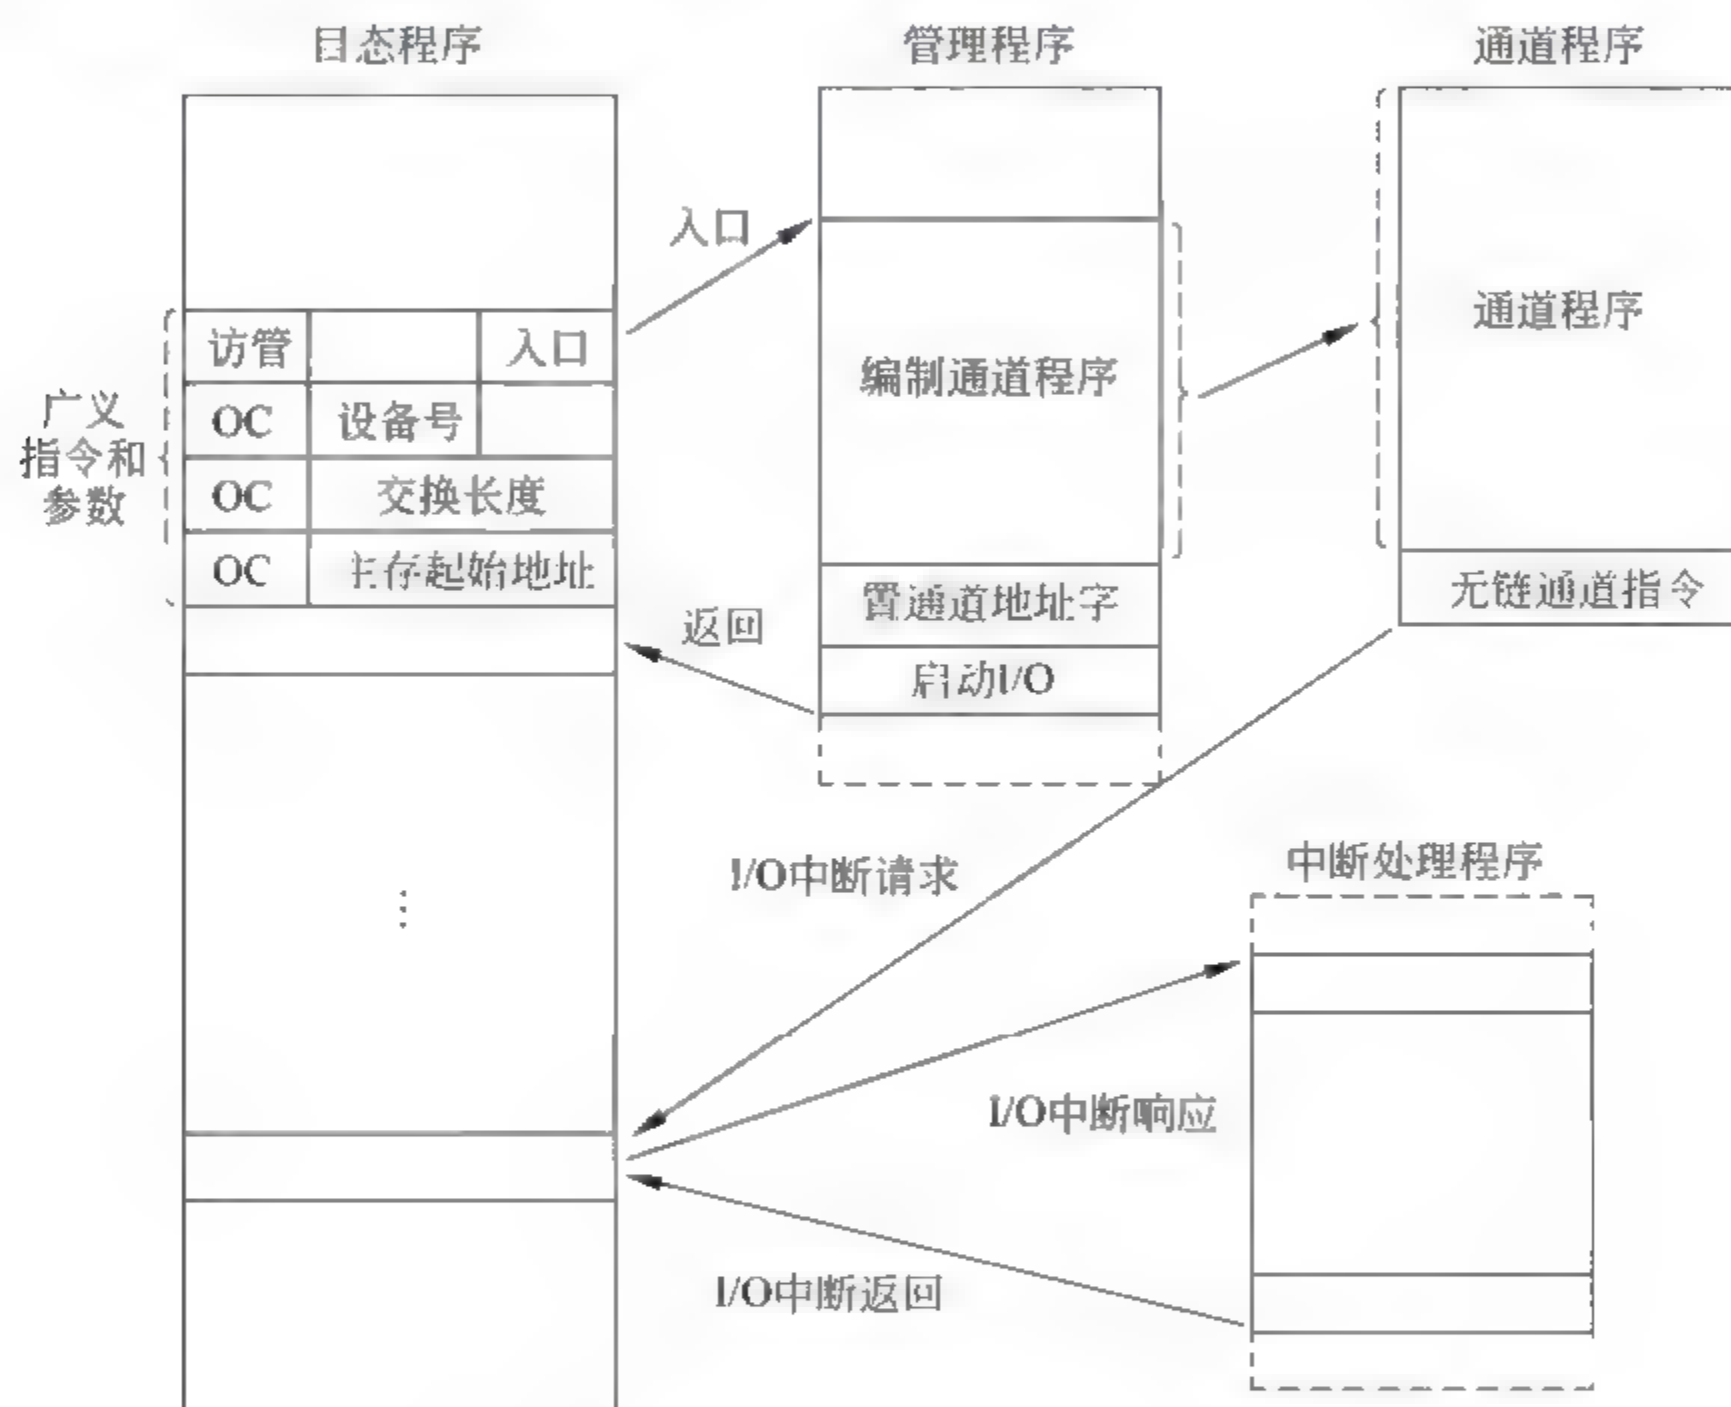 目态程序
管理程序
通道程序
入口
访管
入口
广义
指令和
参数
OC
设备号
OC
交换长度
OC
主存起始地址
编制通道程序
通道程序
置通道地址字
启动I/O
返回
无链通道指令
I/O中断请求
⋮
中断处理程序
I/O中断响应
I/O中断返回